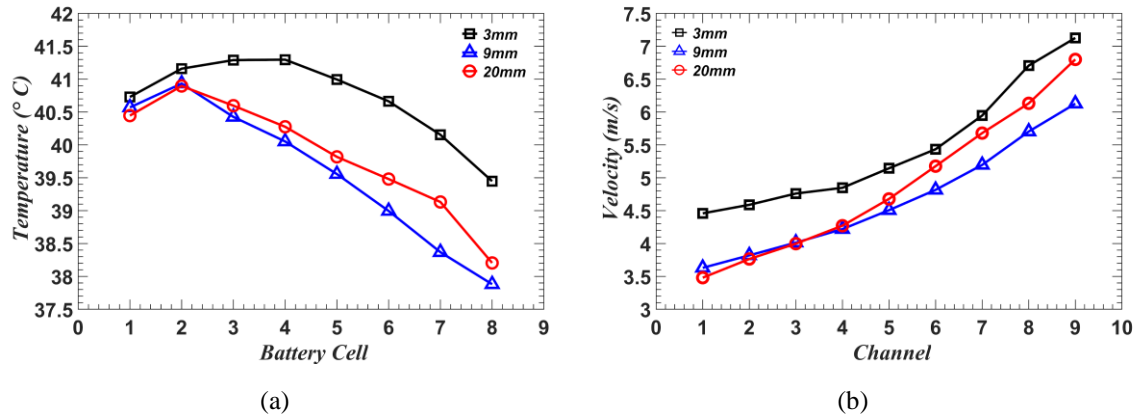 42
41.5
41
40.5
40
39.5
39
38.5
38
37.5
0 1 2 3 4 5 6 7 8 9
Temperature (° C)
Battery Cell
3mm
9mm
20mm
(a)
7.5
7
6.5
6
5.5
5
4.5
4
3.5
3
0 1 2 3 4 5 6 7 8 9 10
Velocity (m/s)
Channel
3mm
9mm
20mm
(b)